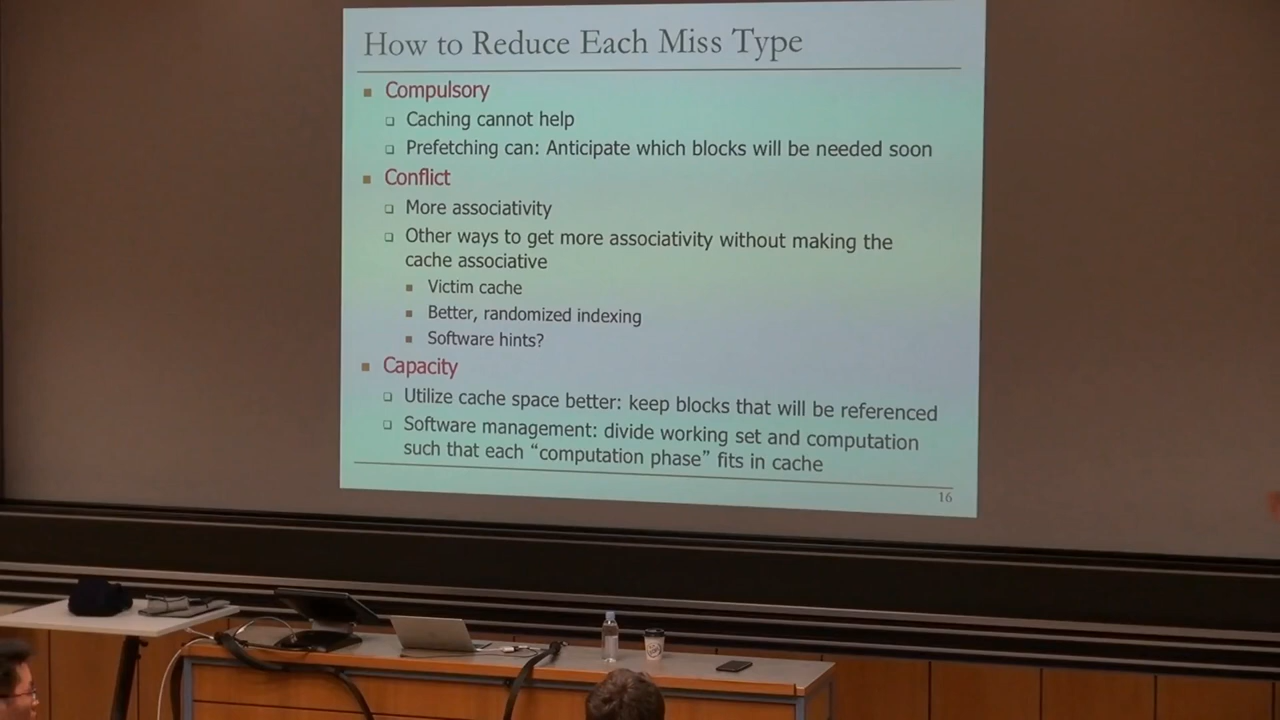 How to Reduce Each Miss Type
Compulsory
Caching cannot help
Prefetching can: Anticipate which blocks will be needed soon
Conflict
More associativity
Other ways to get more associativity without making the
cache associative
Victim cache
Better, randomized indexing
Software hints?
Capacity
Utilize cache space better: keep blocks that will be referenced
Software management: divide working set and computation
such that each “computation phase” fits in cache
16